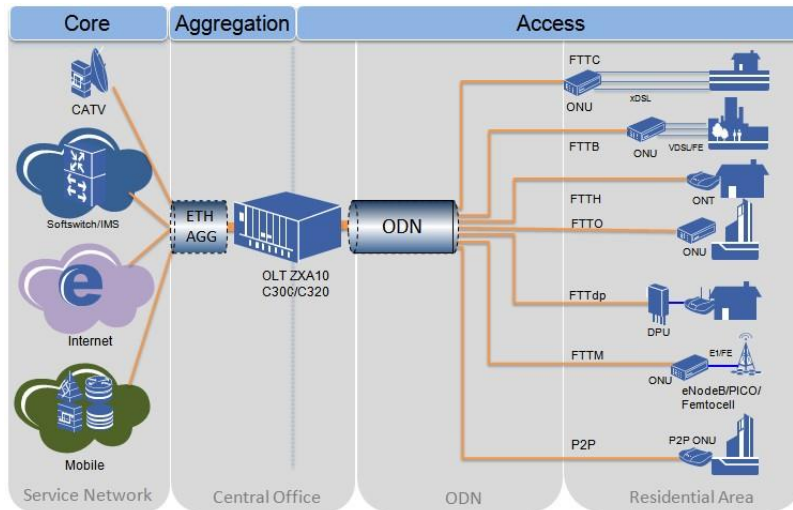 Core
Aggregation
Access
CATV
Softswitch/IMS
Internet
Mobile
ETH
AGG
OLT ZXA10
C300/C320
ODN
FTTC
ONU
xDSL
FTTB
ONU
VDSL/FE
FTTH
ONT
FTTO
ONU
FTTdp
DPU
FTTM
ONU
E1/FE
eNodeB/PICO/
Femtocell
P2P
P2P ONU
Service Network
Central Office
ODN
Residential Area